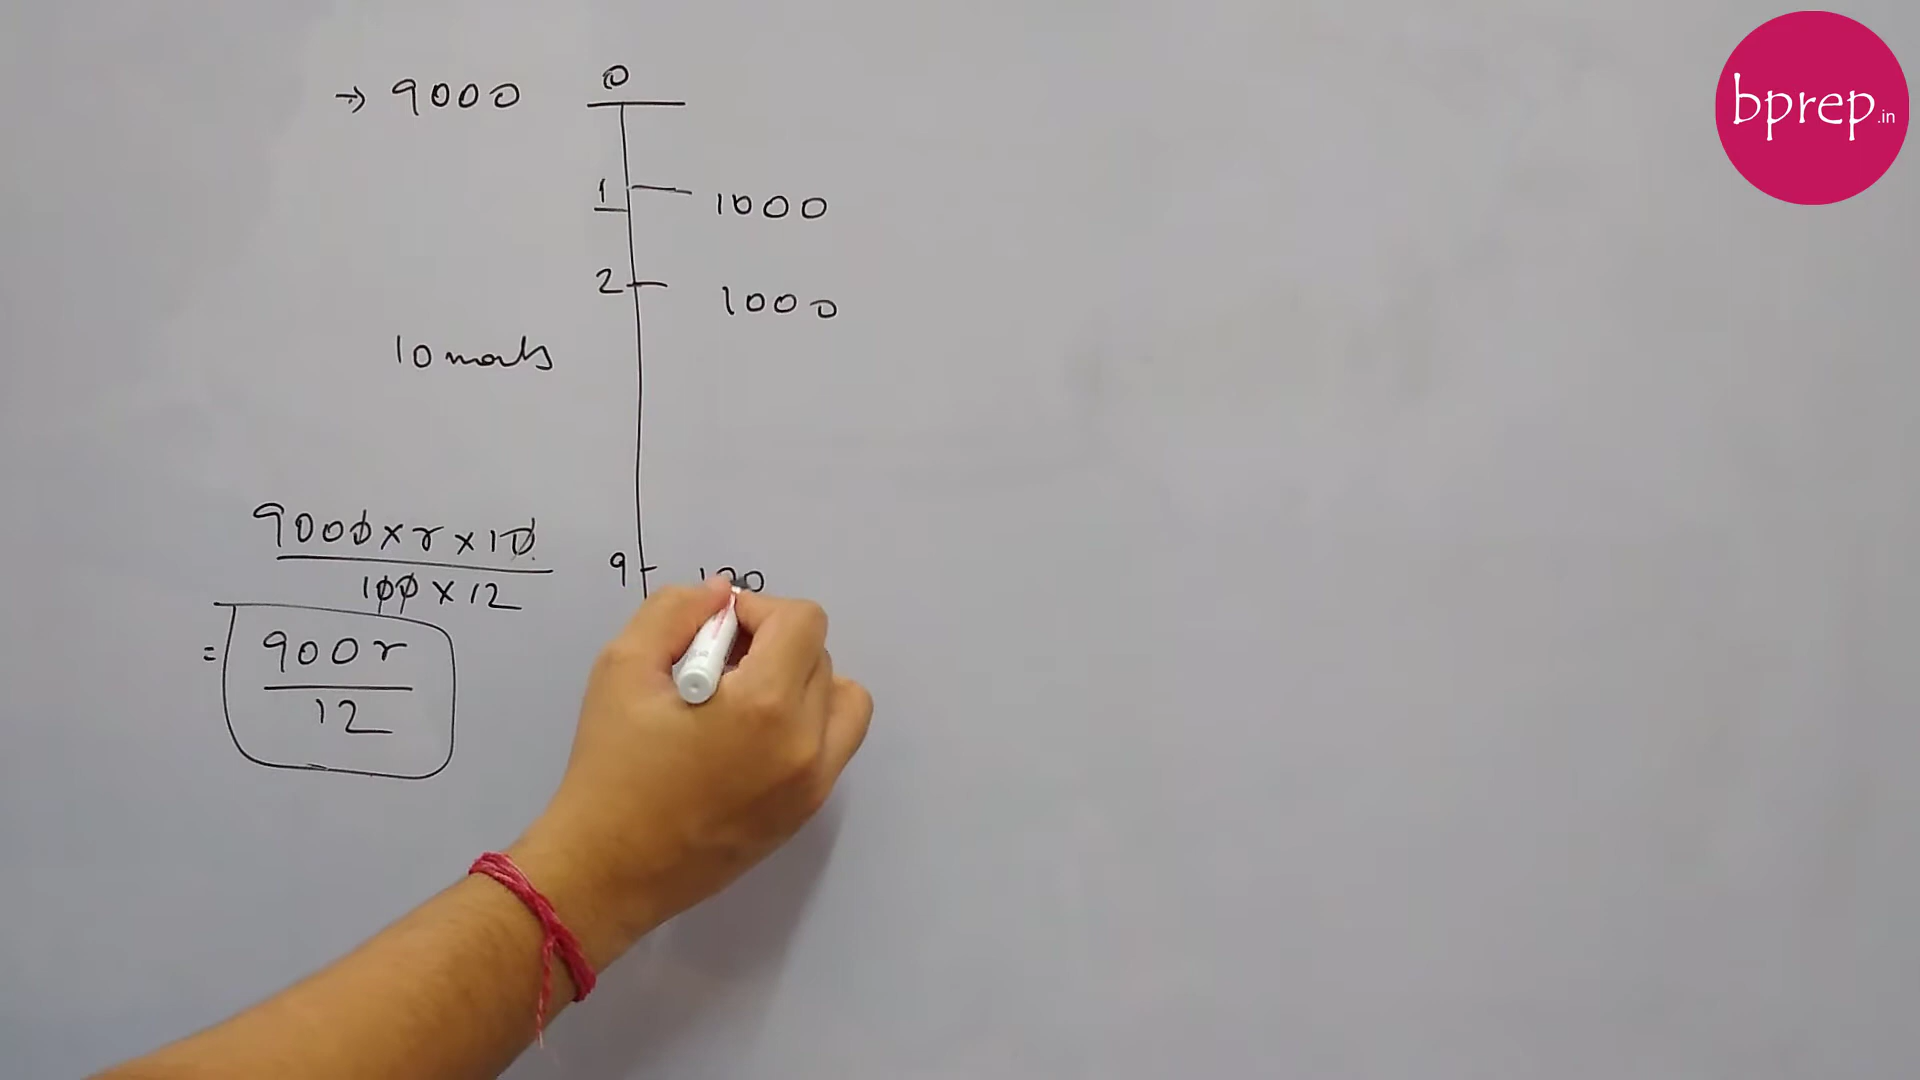 → 9000 0
1 1000
2 1000
10 months
9000 × r × 10
100 × 12
9
= 900r
12
bprep.in